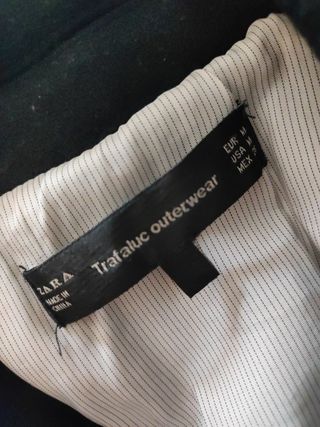 ZARA
MADE IN
CHINA
Trafaluc outerwear
EUR M
USA M
MEX